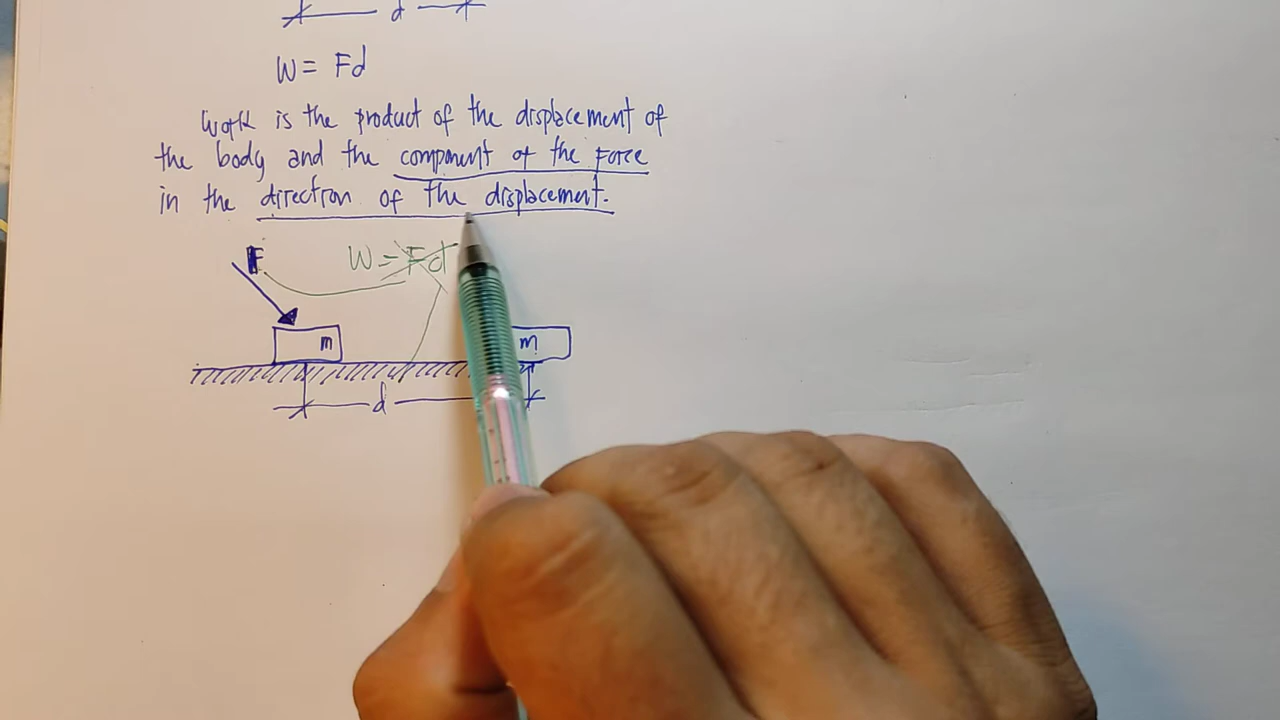 d
W = Fd
Work is the product of the displacement of
the body and the component of the Force
in the direction of the displacement.
F W = Fd
m m
d